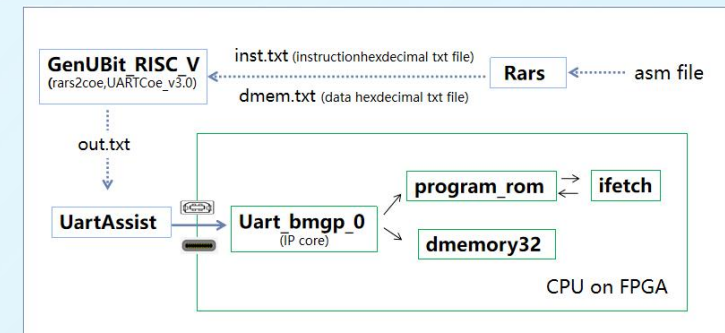 GenUBit_RISC_V
(rars2coe,UARTCoe_v3.0)
inst.txt (instructionhexdecimal txt file)
dmem.txt (data hexdecimal txt file)
Rars
asm file
out.txt
UartAssist
Uart_bmgp_0
(IP core)
program_rom
ifetch
dmemory32
CPU on FPGA